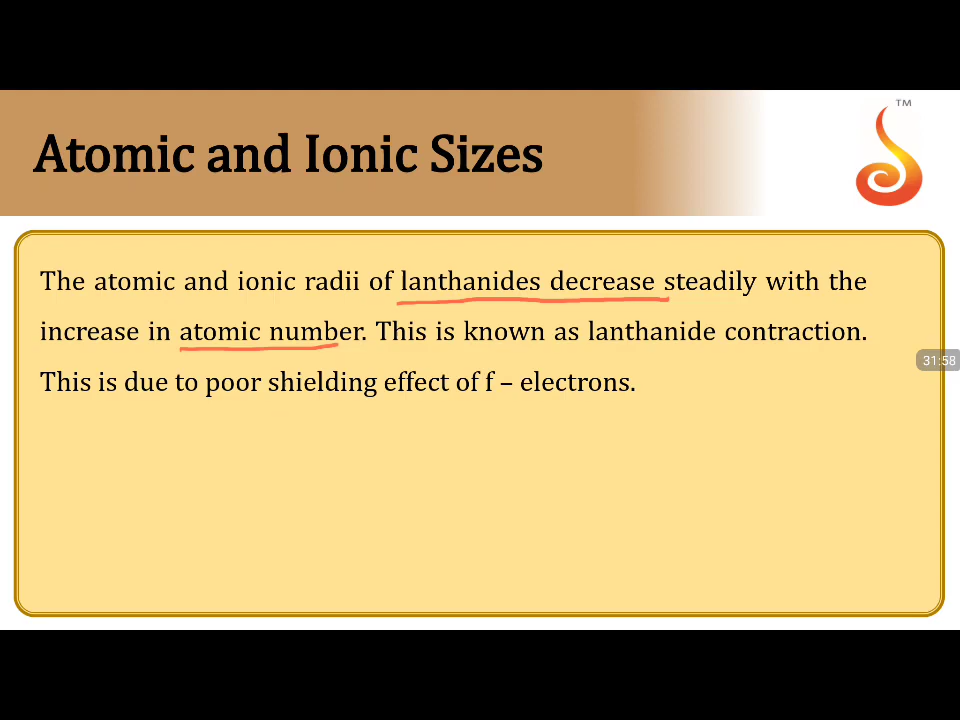 TM
Atomic and Ionic Sizes
The atomic and ionic radii of lanthanides decrease steadily with the
increase in atomic number. This is known as lanthanide contraction.
31:58
This is due to poor shielding effect of f – electrons.